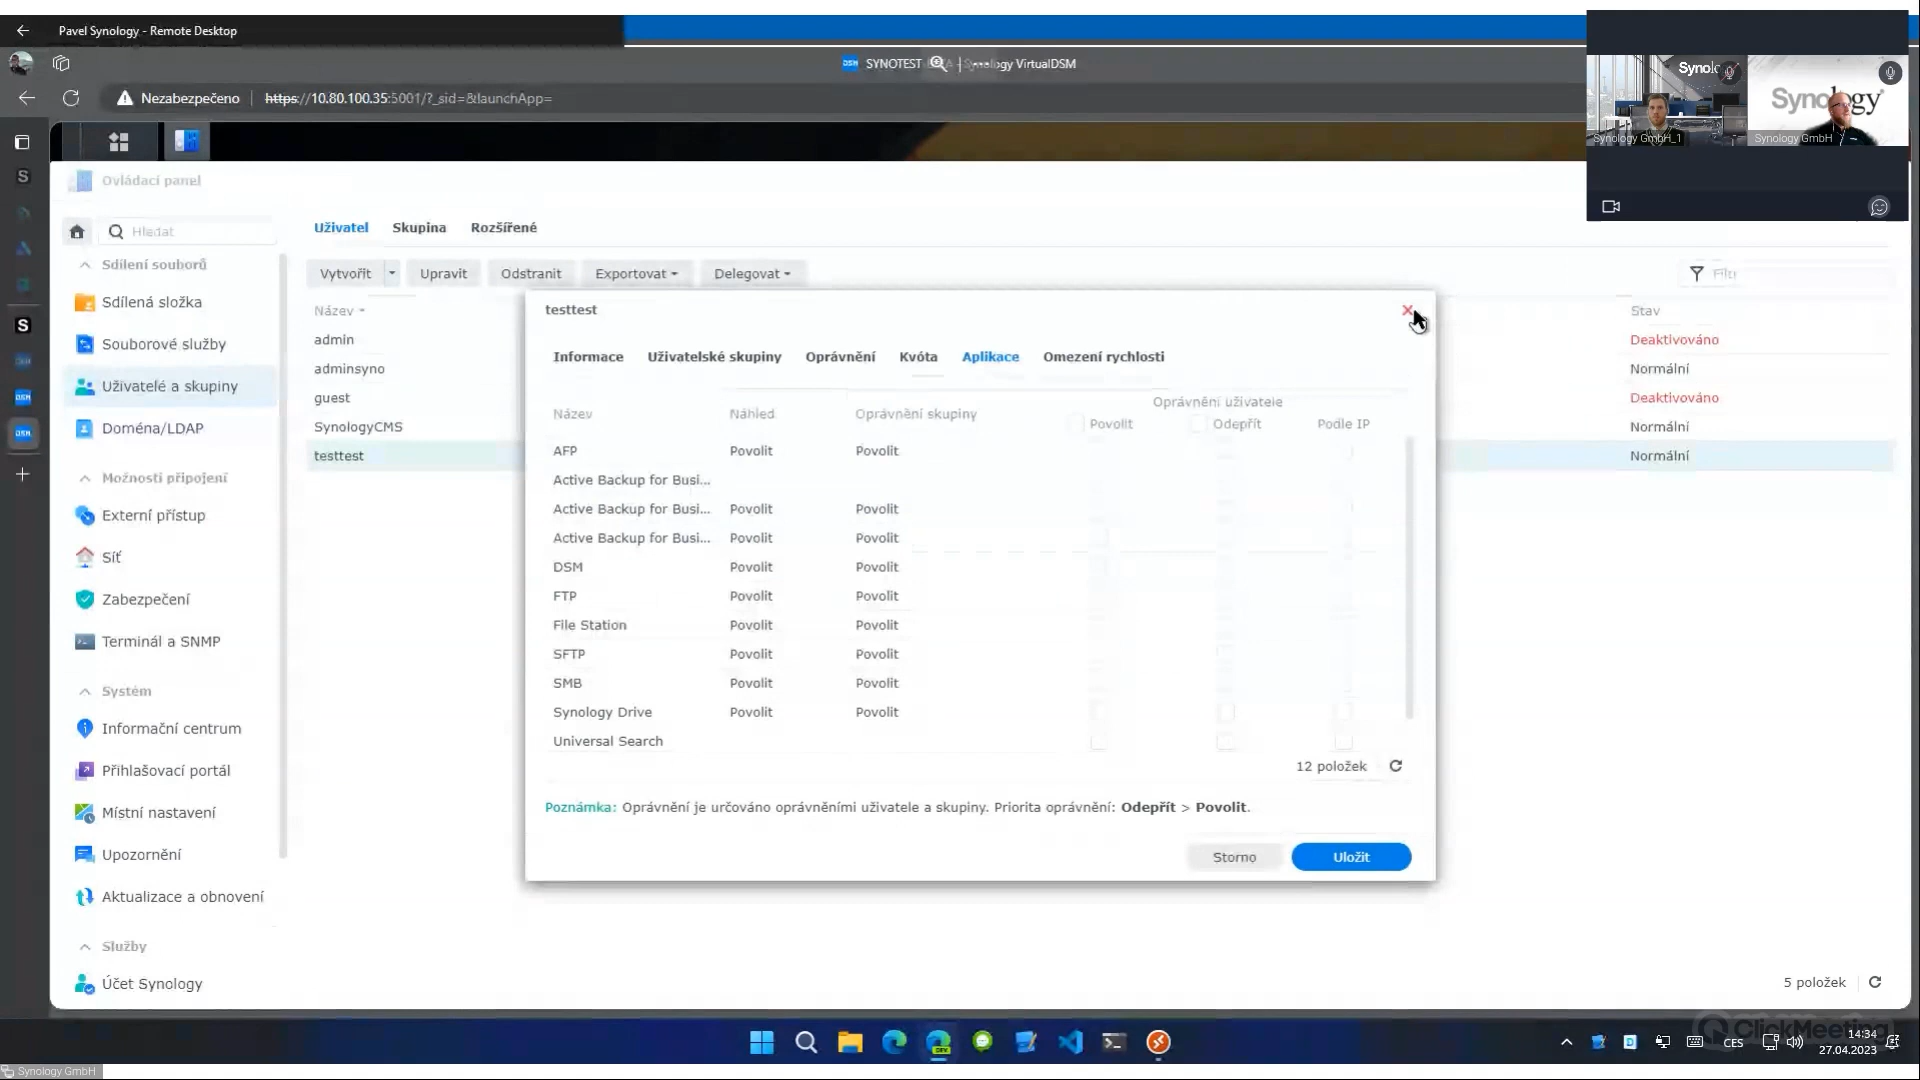 Pavel Synology - Remote Desktop
SYNOTEST
gy VirtualDSM
Nezabezpečeno
https://10.80.100.35:5001/?_sid=&launchApp=
Synology
Synology GmbH_1
Synology GmbH
Ovládací panel
Hledat
Uživatel
Skupina
Rozšířené
Sdílení souborů
Sdílená složka
Souborové služby
Uživatelé a skupiny
Doména/LDAP
Možnosti připojení
Externí přístup
Síť
Zabezpečení
Terminál a SNMP
Systém
Informační centrum
Přihlašovací portál
Místní nastavení
Upozornění
Aktualizace a obnovení
Služby
Účet Synology
Vytvořit
Upravit
Odstranit
Exportovat
Delegovat
Filtr
Název
Stav
admin
Deaktivováno
adminsyno
Normální
guest
Deaktivováno
SynologyCMS
Normální
testtest
Normální
testtest
Informace
Uživatelské skupiny
Oprávnění
Kvóta
Aplikace
Omezení rychlosti
Oprávnění uživatele
Název
Náhled
Oprávnění skupiny
Povolit
Odepřít
Podle IP
AFP Povolit Povolit
Active Backup for Busi...
Active Backup for Busi... Povolit Povolit
Active Backup for Busi... Povolit Povolit
DSM Povolit Povolit
FTP Povolit Povolit
File Station Povolit Povolit
SFTP Povolit Povolit
SMB Povolit Povolit
Synology Drive Povolit Povolit
Universal Search
12 položek
Poznámka: Oprávnění je určováno oprávněními uživatele a skupiny. Priorita oprávnění: Odepřít > Povolit.
Storno
Uložit
5 položek
ClickMeeting
CES
14:34
27.04.2023
Synology GmbH